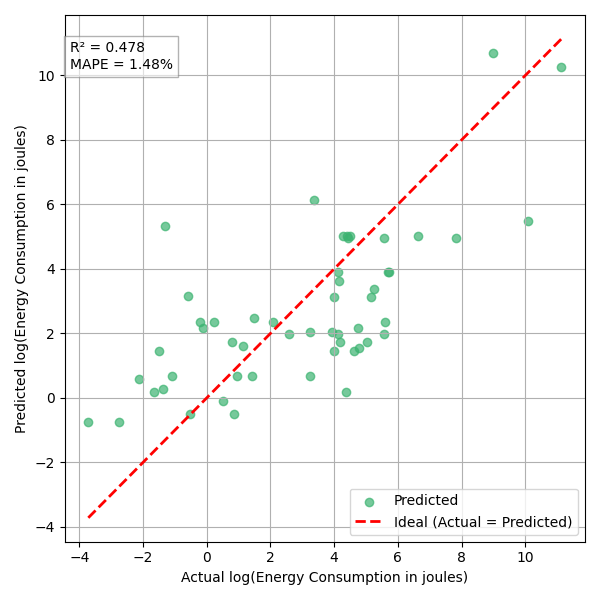 R² = 0.478
MAPE = 1.48%
10
8
6
4
2
0
−2
−4
Predicted log(Energy Consumption in joules)
Predicted
Ideal (Actual = Predicted)
−4 −2 0 2 4 6 8 10
Actual log(Energy Consumption in joules)